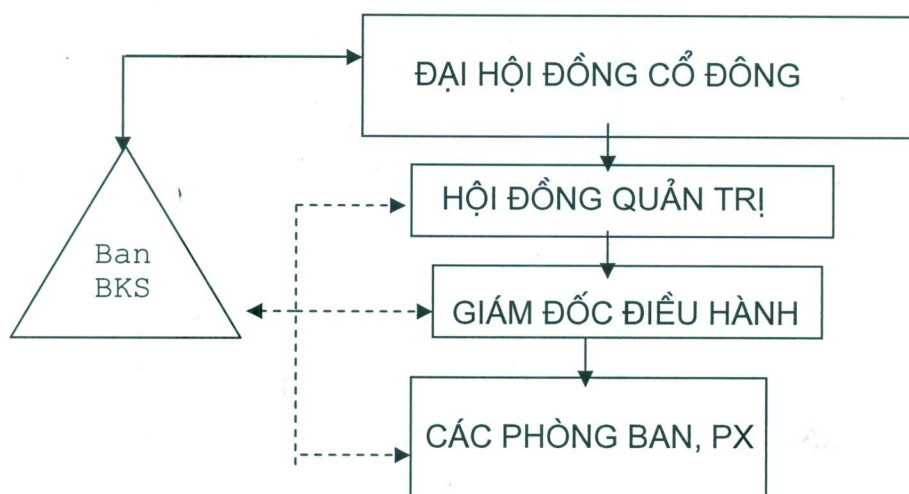 ĐẠI HỘI ĐỒNG CỔ ĐÔNG
HỘI ĐỒNG QUẢN TRỊ
Ban
BKS
GIÁM ĐỐC ĐIỀU HÀNH
CÁC PHÒNG BAN, PX